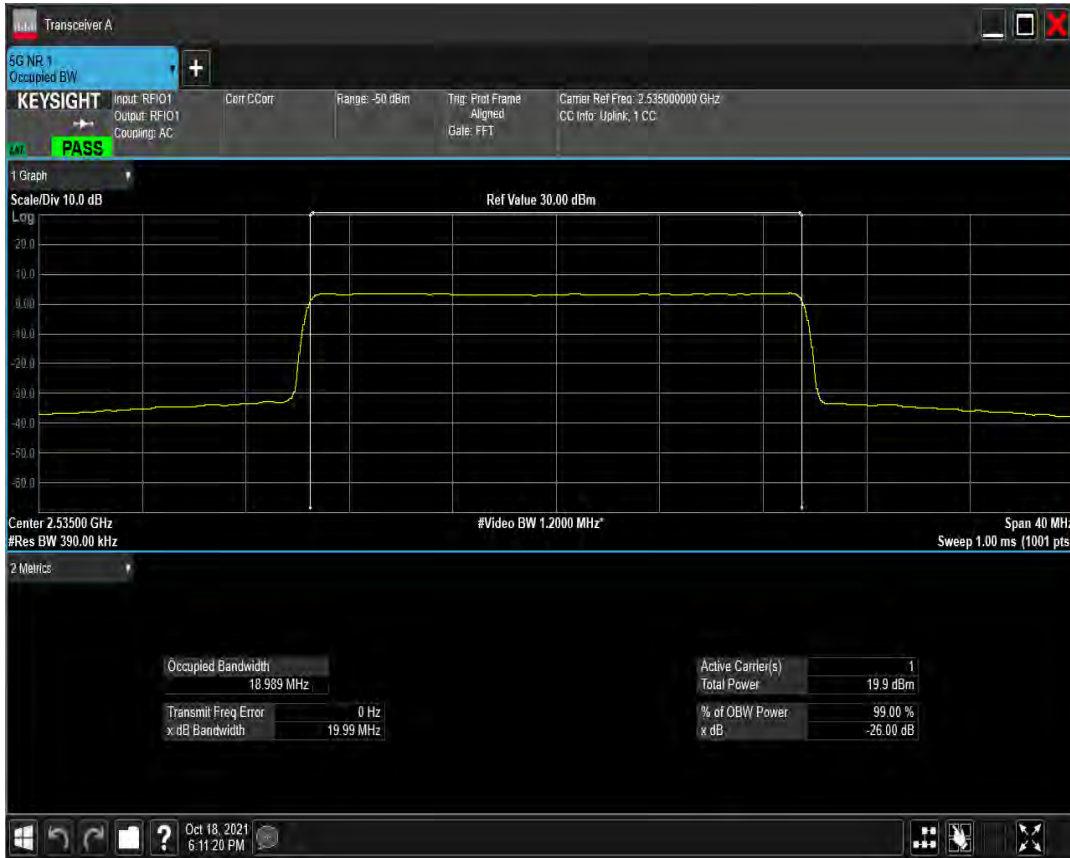 Transceiver A
5G NR 1
Occupied BW
+
KEYSIGHT
Input: RFIO1
Output: RFIO1
Coupling: AC
Corr CCorr
Range: -50 dBm
Trig: Prot Frame
Aligned
Gate: FFT
Carrier Ref Freq: 2.535000000 GHz
CC Info: Uplink, 1 CC
PASS
1 Graph
Scale/Div 10.0 dB
Ref Value 30.00 dBm
Log
20.0
10.0
0.00
-10.0
-20.0
-30.0
-40.0
-50.0
-60.0
Center 2.53500 GHz
#Video BW 1.2000 MHz*
Span 40 MHz
#Res BW 390.00 kHz
Sweep 1.00 ms (1001 pts
2 Metrics
Occupied Bandwidth
18.989 MHz
Transmit Freq Error 0 Hz
x dB Bandwidth 19.99 MHz
Active Carrier(s) 1
Total Power 19.9 dBm
% of OBW Power 99.00 %
x dB -26.00 dB
?
Oct 18, 2021
6:11:20 PM